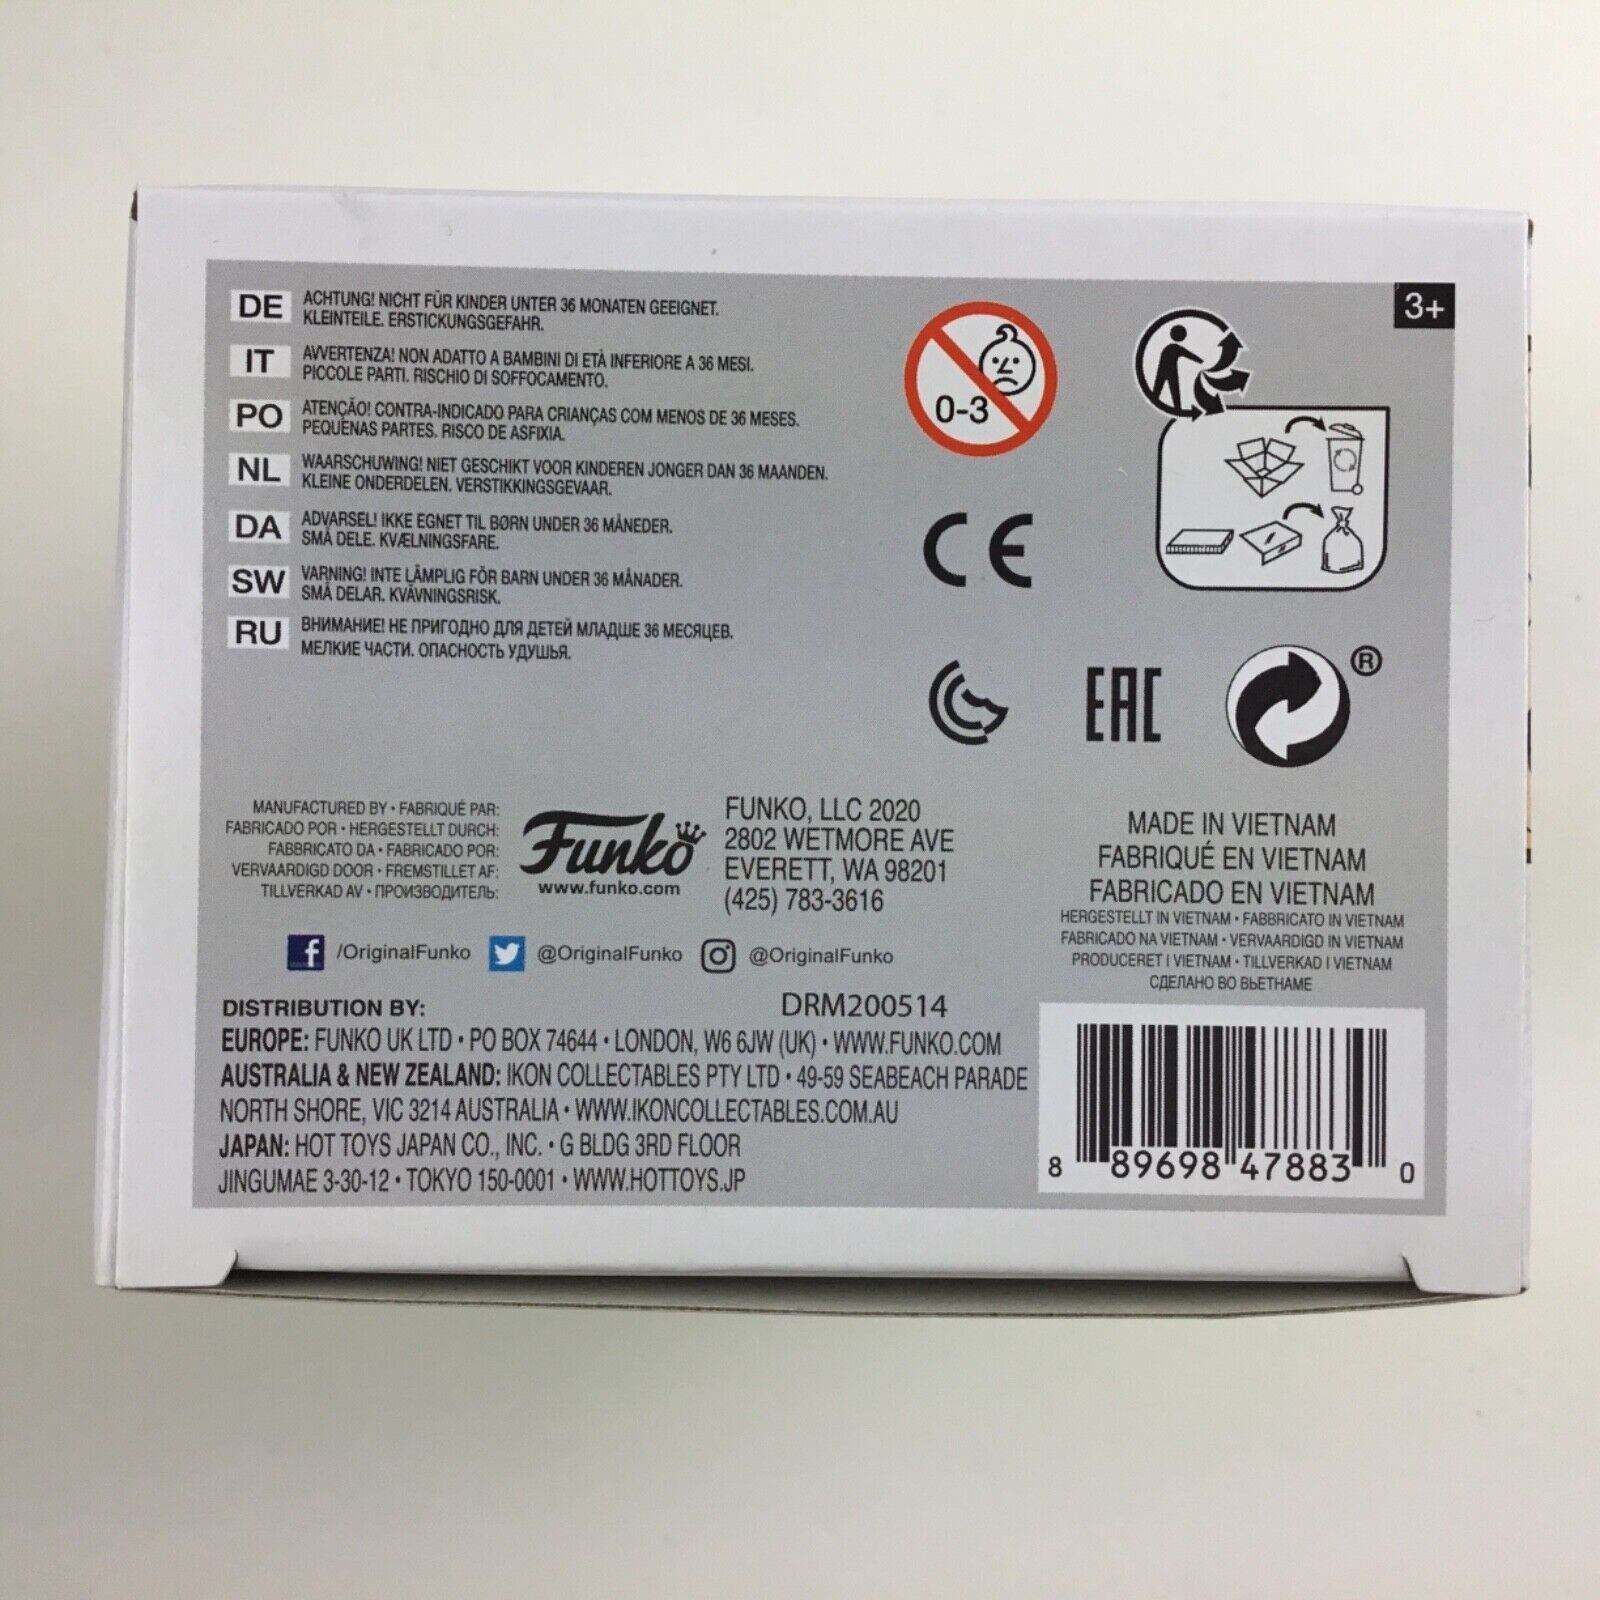 3+
DE
ACHTUNG! NICHT FÜR KINDER UNTER 36 MONATEN GEEIGNET.
KLEINTEILE. ERSTICKUNGSGEFAHR.
IT
AVVERTENZA! NON ADATTO A BAMBINI DI ETÀ INFERIORE A 36 MESI.
PICCOLE PARTI. RISCHIO DI SOFFOCAMENTO.
PO
ATENÇÃO! CONTRA-INDICADO PARA CRIANÇAS COM MENOS DE 36 MESES.
PEQUENAS PARTES. RISCO DE ASFIXIA.
NL
WAARSCHUWING! NIET GESCHIKT VOOR KINDEREN JONGER DAN 36 MAANDEN.
KLEINE ONDERDELEN. VERSTIKKINGSGEVAAR.
DA
ADVARSEL! IKKE EGNET TIL BØRN UNDER 36 MÅNEDER.
SMÅ DELE. KVÆLNINGSFARE.
SW
VARNING! INTE LÄMPLIG FÖR BARN UNDER 36 MÅNADER.
SMÅ DELAR. KVÄVNINGSRISK.
RU
ВНИМАНИЕ! НЕ ПРИГОДНО ДЛЯ ДЕТЕЙ МЛАДШЕ 36 МЕСЯЦЕВ.
МЕЛКИЕ ЧАСТИ. ОПАСНОСТЬ УДУШЬЯ.
0-3
CE
EAC
®
MANUFACTURED BY • FABRIQUÉ PAR:
FABRICADO POR • HERGESTELLT DURCH:
FABBRICATO DA • FABRICADO POR:
VERVAARDIGD DOOR • FREMSTILLET AF:
TILLVERKAD AV • ПРОИЗВОДИТЕЛЬ:
Funko
www.funko.com
FUNKO, LLC 2020
2802 WETMORE AVE
EVERETT, WA 98201
(425) 783-3616
MADE IN VIETNAM
FABRIQUÉ EN VIETNAM
FABRICADO EN VIETNAM
HERGESTELLT IN VIETNAM • FABBRICATO IN VIETNAM
FABRICADO NA VIETNAM • VERVAARDIGD IN VIETNAM
PRODUCERET I VIETNAM • TILLVERKAD I VIETNAM
СДЕЛАНО ВО ВЬЕТНАМЕ
f /OriginalFunko @OriginalFunko @OriginalFunko
DISTRIBUTION BY: DRM200514
EUROPE: FUNKO UK LTD • PO BOX 74644 • LONDON, W6 6JW (UK) • WWW.FUNKO.COM
AUSTRALIA & NEW ZEALAND: IKON COLLECTABLES PTY LTD • 49-59 SEABEACH PARADE
NORTH SHORE, VIC 3214 AUSTRALIA • WWW.IKONCOLLECTABLES.COM.AU
JAPAN: HOT TOYS JAPAN CO., INC. • G BLDG 3RD FLOOR
JINGUMAE 3-30-12 • TOKYO 150-0001 • WWW.HOTTOYS.JP
8 89698 47883 0